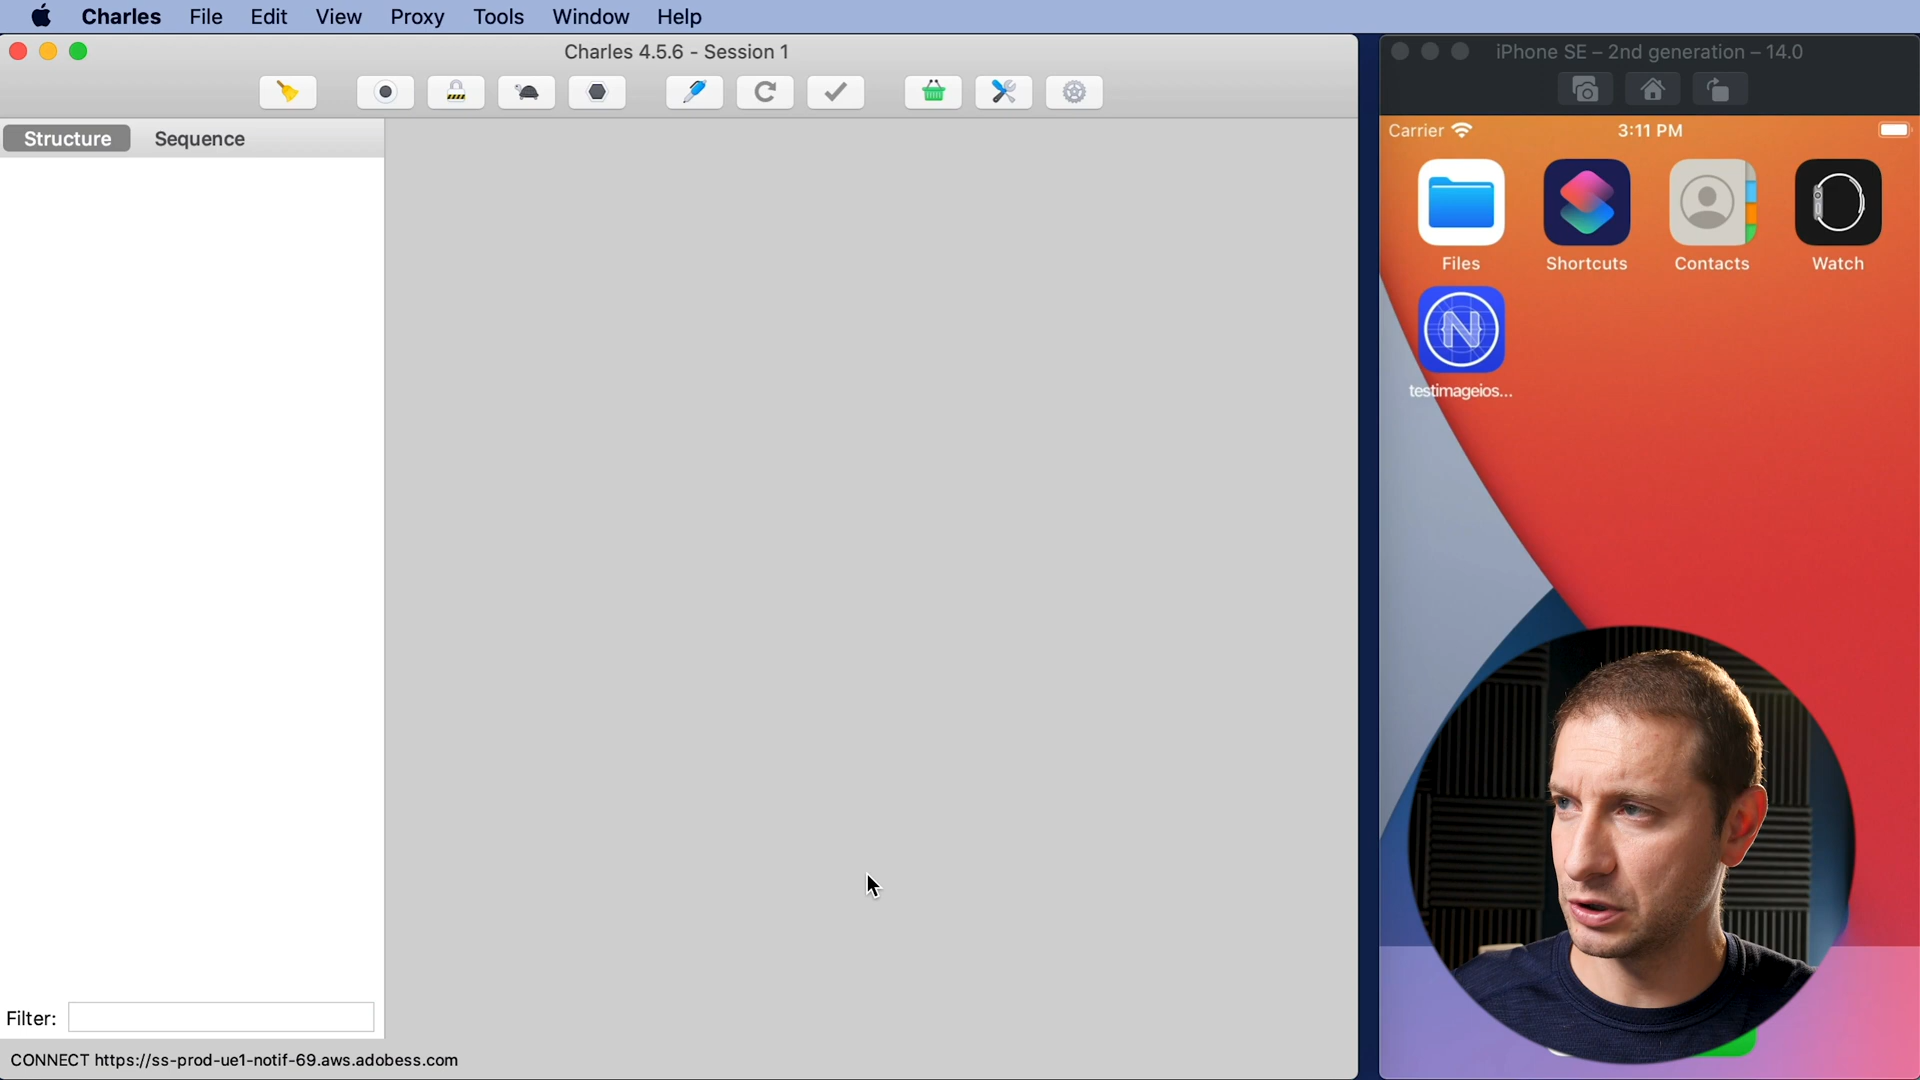 Charles File Edit View Proxy Tools Window Help
Charles 4.5.6 - Session 1
Structure Sequence
Filter:
CONNECT https://ss-prod-ue1-notif-69.aws.adobess.com
iPhone SE – 2nd generation – 14.0
Carrier 3:11 PM
Files Shortcuts Contacts Watch
N
testimageios...